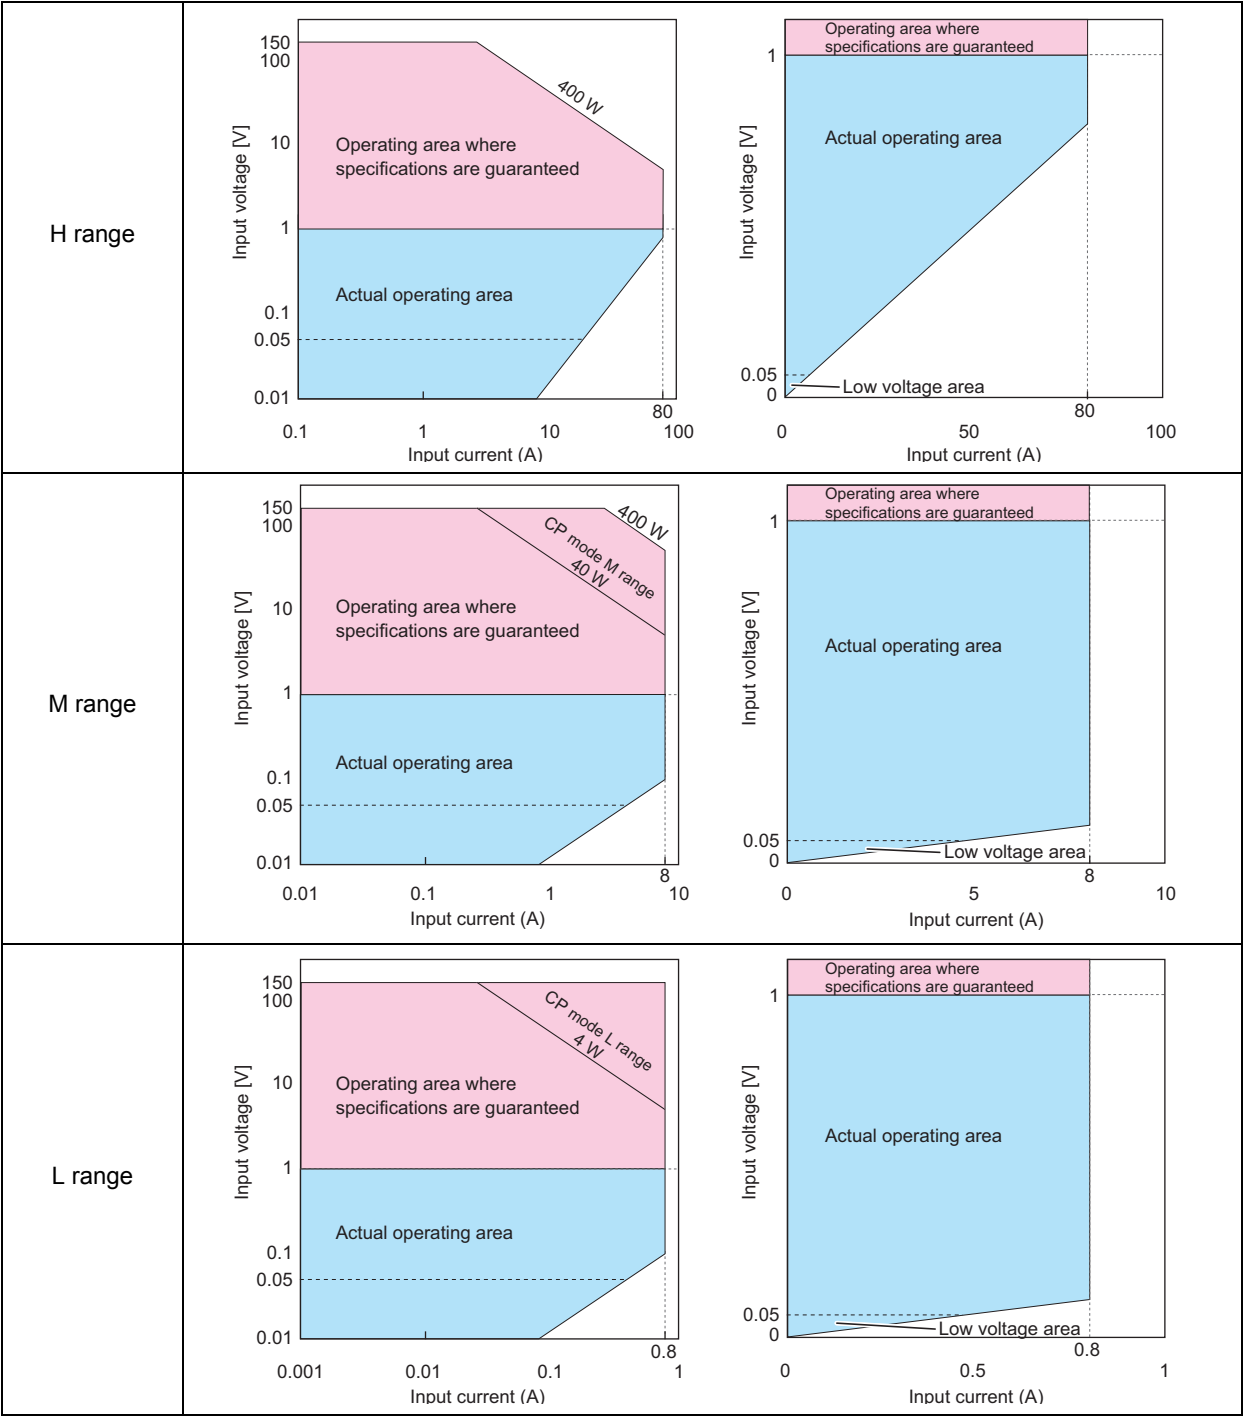 H range
150
100
10
1
0.1
0.05
0.01
Input voltage [V]
400 W
Operating area where
specifications are guaranteed
Actual operating area
80
0.1
1
10
100
Input current (A)
Operating area where
specifications are guaranteed
1
Actual operating area
Input voltage [V]
0.05
0
Low voltage area
80
0
50
100
Input current (A)
M range
150
100
10
1
0.1
0.05
0.01
Input voltage [V]
400 W
CP mode M range
40 W
Operating area where
specifications are guaranteed
Actual operating area
8
0.01
0.1
1
10
Input current (A)
Operating area where
specifications are guaranteed
1
Actual operating area
Input voltage [V]
0.05
0
Low voltage area
8
0
5
10
Input current (A)
L range
150
100
10
1
0.1
0.05
0.01
Input voltage [V]
CP mode L range
4 W
Operating area where
specifications are guaranteed
Actual operating area
0.8
0.001
0.01
0.1
1
Input current (A)
Operating area where
specifications are guaranteed
1
Actual operating area
Input voltage [V]
0.05
0
Low voltage area
0.8
0
0.5
1
Input current (A)